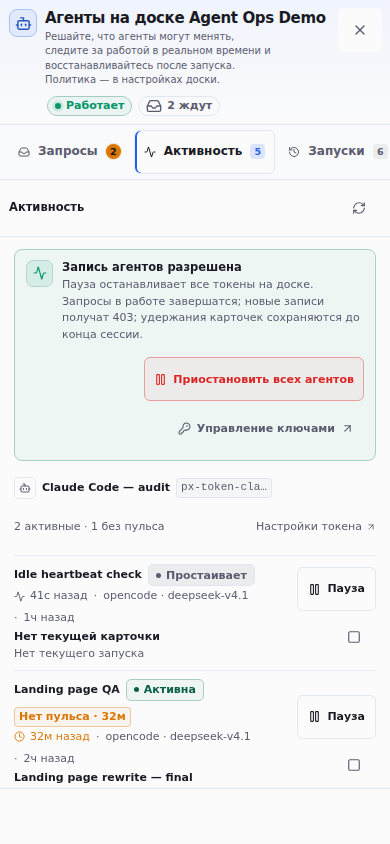 Агенты на доске Agent Ops Demo
Решайте, что агенты могут менять,
следите за работой в реальном времени и
восстанавливайтесь после запуска.
Политика — в настройках доски.
Работает
2 ждут
Запросы 2
Активность 5
Запуски 6
Активность
Запись агентов разрешена
Пауза останавливает все токены на доске.
Запросы в работе завершатся; новые записи
получат 403; удержания карточек сохраняются до
конца сессии.
Приостановить всех агентов
Управление ключами
Claude Code — audit px-token-cla…
2 активные · 1 без пульса
Настройки токена
Idle heartbeat check Простаивает
Пауза
41с назад · opencode · deepseek-v4.1
· 1ч назад
Нет текущей карточки
Нет текущего запуска
Landing page QA Активна
Нет пульса · 32м
Пауза
32м назад · opencode · deepseek-v4.1
· 2ч назад
Landing page rewrite — final